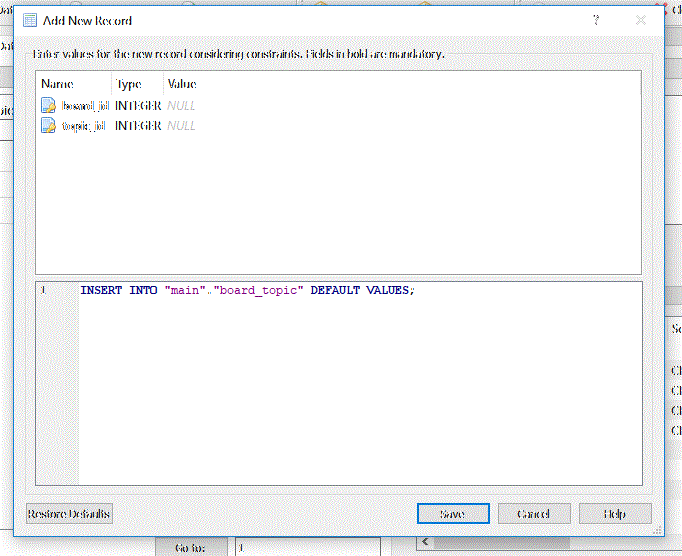 Add New Record
?
Enter values for the new record considering constraints. Fields in bold are mandatory.
Name Type Value
board_id INTEGER NULL
topic_id INTEGER NULL
1 INSERT INTO "main"."board_topic" DEFAULT VALUES;
Restore Defaults Save Cancel Help
Go to: 1